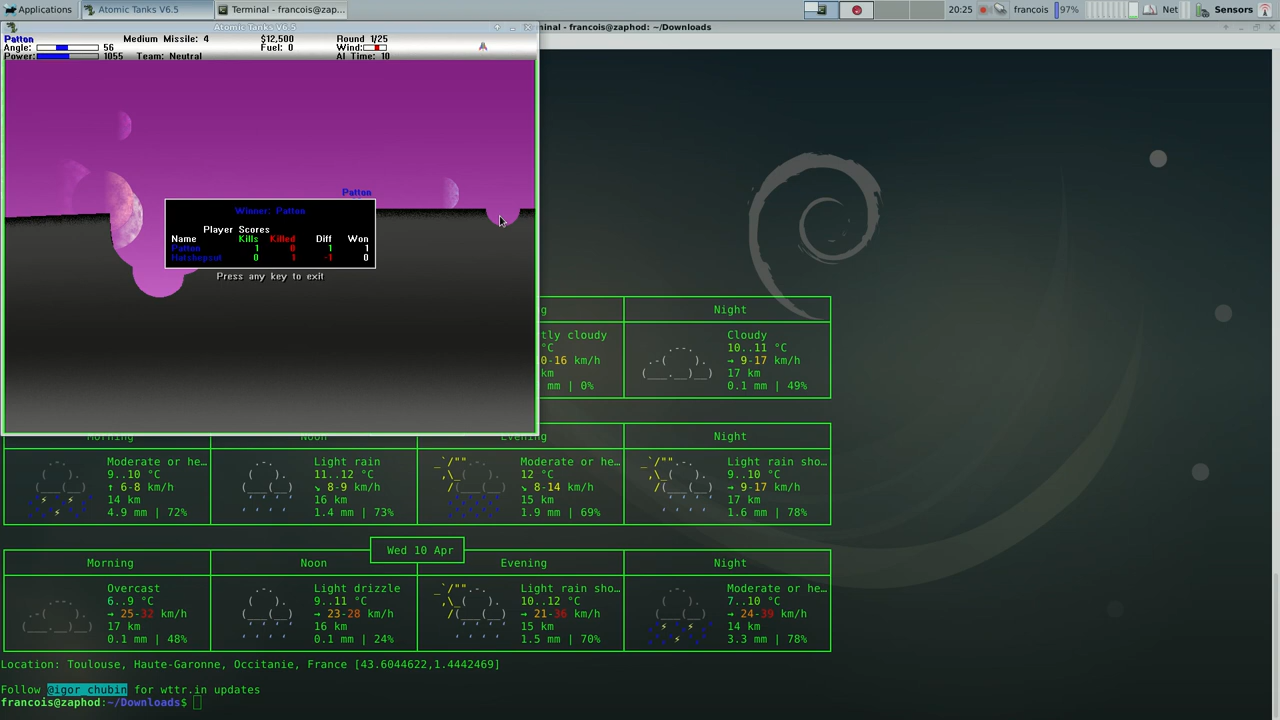 Applications Atomic Tanks V6.5 Terminal - francois@zap... 20:25 francois 97% Net Sensors
Atomic Tanks V6.5 minal - francois@zaphod: ~/Downloads
Patton Medium Missile: 4 $12,500 Round 1/25
Angle: 56 Fuel: 0 Wind:
Power: 1055 Team: Neutral AI Time: 10
Patton
Winner: Patton
Player Scores
Name Kills Killed Diff Won
Patton 1 0 1 1
Hatshepsut 0 1 -1 0
Press any key to exit
g Night
tly cloudy Cloudy
°C 10..11 °C
0-16 km/h → 9-17 km/h
km 17 km
mm | 0% 0.1 mm | 49%
Morning Noon Evening Night
Moderate or he… Light rain Moderate or he… Light rain sho…
9..10 °C 11..12 °C 12 °C 9..10 °C
↑ 6-8 km/h ↘ 8-9 km/h ↘ 8-14 km/h → 9-17 km/h
14 km 16 km 15 km 17 km
4.9 mm | 72% 1.4 mm | 73% 1.9 mm | 69% 1.6 mm | 78%
Wed 10 Apr
Morning Noon Evening Night
Overcast Light drizzle Light rain sho… Moderate or he…
6..9 °C 9..11 °C 10..12 °C 7..10 °C
→ 25-32 km/h → 23-28 km/h → 21-36 km/h → 24-39 km/h
17 km 16 km 15 km 14 km
0.1 mm | 48% 0.1 mm | 24% 1.5 mm | 70% 3.3 mm | 78%
Location: Toulouse, Haute-Garonne, Occitanie, France [43.6044622,1.4442469]
Follow @igor_chubin for wttr.in updates
francois@zaphod:~/Downloads$